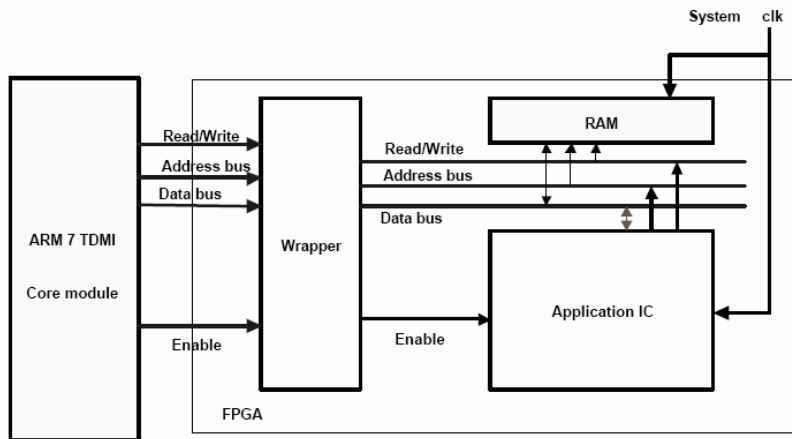 System clk
RAM
Read/Write
Read/Write
Address bus
Address bus
Data bus
Data bus
ARM 7 TDMI
Core module
Wrapper
Application IC
Enable
Enable
FPGA